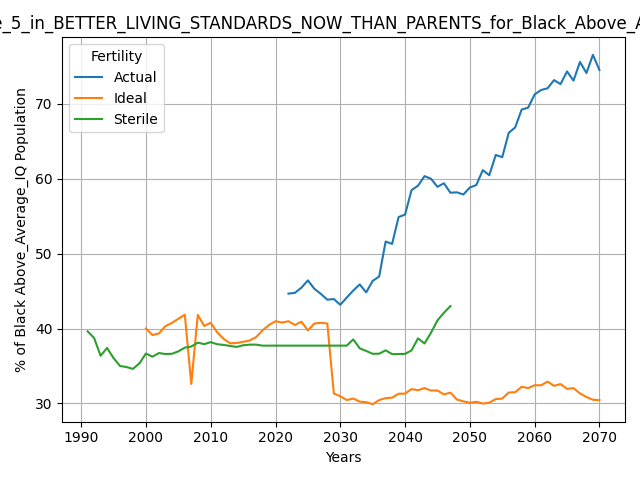 _5_in_BETTER_LIVING_STANDARDS_NOW_THAN_PARENTS_for_Black_Above_A
Fertility
Actual
Ideal
Sterile
% of Black Above_Average_IQ Population
70
60
50
40
30
1990 2000 2010 2020 2030 2040 2050 2060 2070
Years